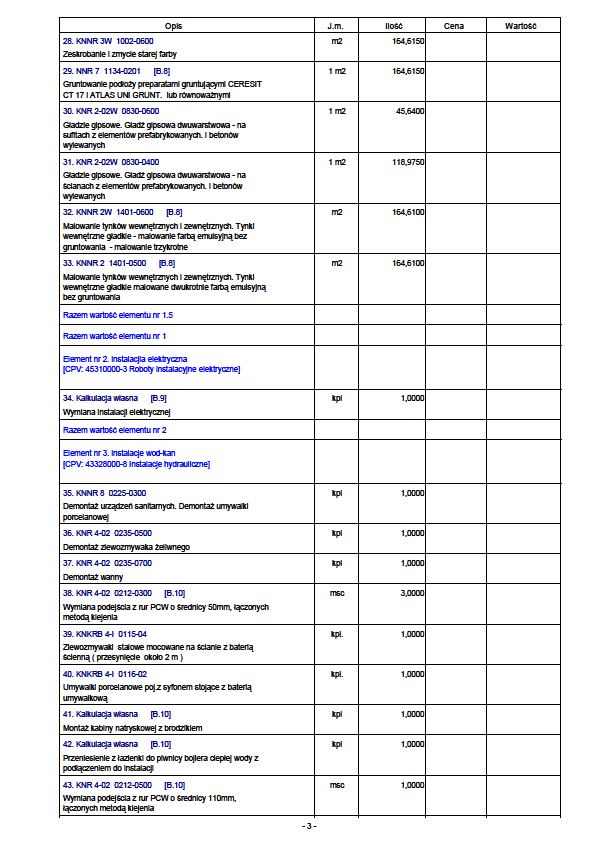 Opis J.m. Ilość Cena Wartość
28. KNNR 3W 1002-0600 m2 164,6150
Zeskrobanie i zmycie starej farby
29. NNR 7 1134-0201 [B.8] 1 m2 164,6150
Gruntowanie podłoży preparatami gruntującymi CERESIT
CT 17 i ATLAS UNI GRUNT. lub równoważnymi
30. KNR 2-02W 0830-0600 1 m2 45,6400
Gładzie gipsowe. Gładź gipsowa dwuwarstwowa - na
sufitach z elementów prefabrykowanych. i betonów
wylewanych
31. KNR 2-02W 0830-0400 1 m2 118,9750
Gładzie gipsowe. Gładź gipsowa dwuwarstwowa - na
ścianach z elementów prefabrykowanych. i betonów
wylewanych
32. KNNR 2W 1401-0600 [B.8] m2 164,6100
Malowanie tynków wewnętrznych i zewnętrznych. Tynki
wewnętrzne gładkie - malowanie farbą emulsyjną bez
gruntowania - malowanie trzykrotne
33. KNNR 2 1401-0500 [B.8] m2 164,6100
Malowanie tynków wewnętrznych i zewnętrznych. Tynki
wewnętrzne gładkie malowane dwukrotnie farbą emulsyjną
bez gruntowania
Razem wartość elementu nr 1.5
Razem wartość elementu nr 1
Element nr 2. Instalacjia elektryczna
[CPV: 45310000-3 Roboty instalacyjne elektryczne]
34. Kalkulacja własna [B.9] kpl 1,0000
Wymiana instalacji elektrycznej
Razem wartość elementu nr 2
Element nr 3. Instalacje wod-kan
[CPV: 43328000-8 Instalacje hydrauliczne]
35. KNNR 8 0225-0300 kpl 1,0000
Demontaż urządzeń sanitarnych. Demontaż umywalki
porcelanowej
36. KNR 4-02 0235-0500 kpl 1,0000
Demontaż zlewozmywaka żeliwnego
37. KNR 4-02 0235-0700 kpl 1,0000
Demontaż wanny
38. KNR 4-02 0212-0300 [B.10] msc 3,0000
Wymiana podejścia z rur PCW o średnicy 50mm, łączonych
metodą klejenia
39. KNKRB 4-I 0115-04 kpl. 1,0000
Zlewozmywaki stalowe mocowane na ścianie z baterią
ścienną ( przesynięcie około 2 m )
40. KNKRB 4-I 0116-02 kpl. 1,0000
Umywalki porcelanowe poj.z syfonem stojące z baterią
umywalkową
41. Kalkulacja własna [B.10] kpl 1,0000
Montaż kabiny natryskowej z brodzikiem
42. Kalkulacja własna [B.10] kpl 1,0000
Przeniesienie z łazienki do piwnicy bojlera ciepłej wody z
podłączeniem do instalacji
43. KNR 4-02 0212-0500 [B.10] msc 1,0000
Wymiana podejścia z rur PCW o średnicy 110mm,
łączonych metodą klejenia
- 3 -